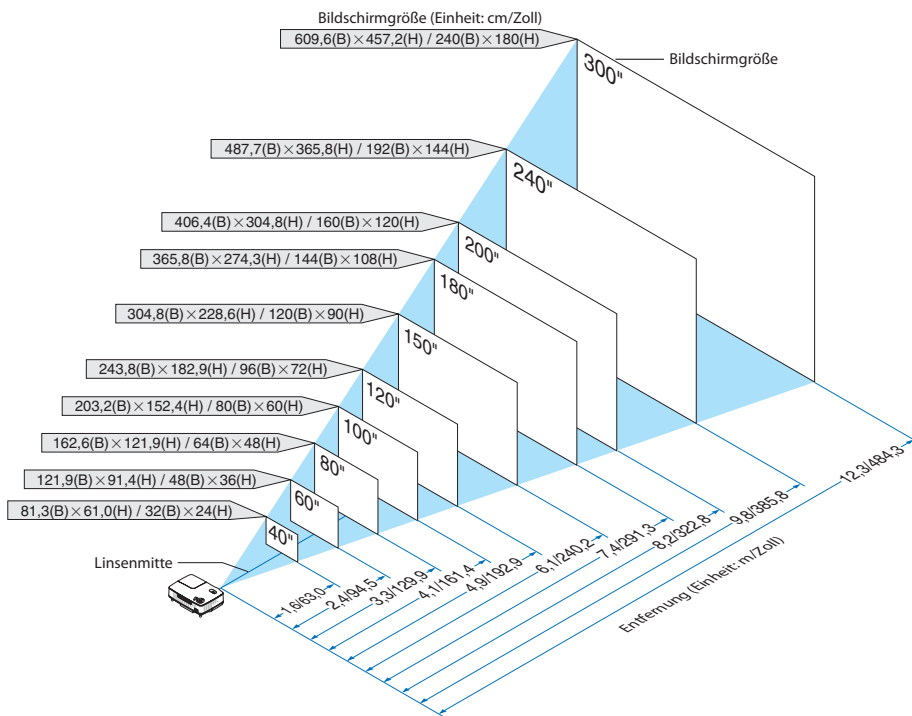 Bildschirmgröße (Einheit: cm/Zoll)
609,6(B)×457,2(H) / 240(B)×180(H)
Bildschirmgröße
300"
487,7(B)×365,8(H) / 192(B)×144(H)
240"
406,4(B)×304,8(H) / 160(B)×120(H)
200"
365,8(B)×274,3(H) / 144(B)×108(H)
180"
304,8(B)×228,6(H) / 120(B)×90(H)
150"
243,8(B)×182,9(H) / 96(B)×72(H)
120"
203,2(B)×152,4(H) / 80(B)×60(H)
100"
162,6(B)×121,9(H) / 64(B)×48(H)
80"
121,9(B)×91,4(H) / 48(B)×36(H)
60"
81,3(B)×61,0(H) / 32(B)×24(H)
40"
Linsenmitte
1,6/63,0
2,4/94,5
3,3/129,9
4,1/161,4
4,9/192,9
6,1/240,2
7,4/291,3
8,2/322,8
9,8/385,8
12,3/484,3
Entfernung (Einheit: m/Zoll)